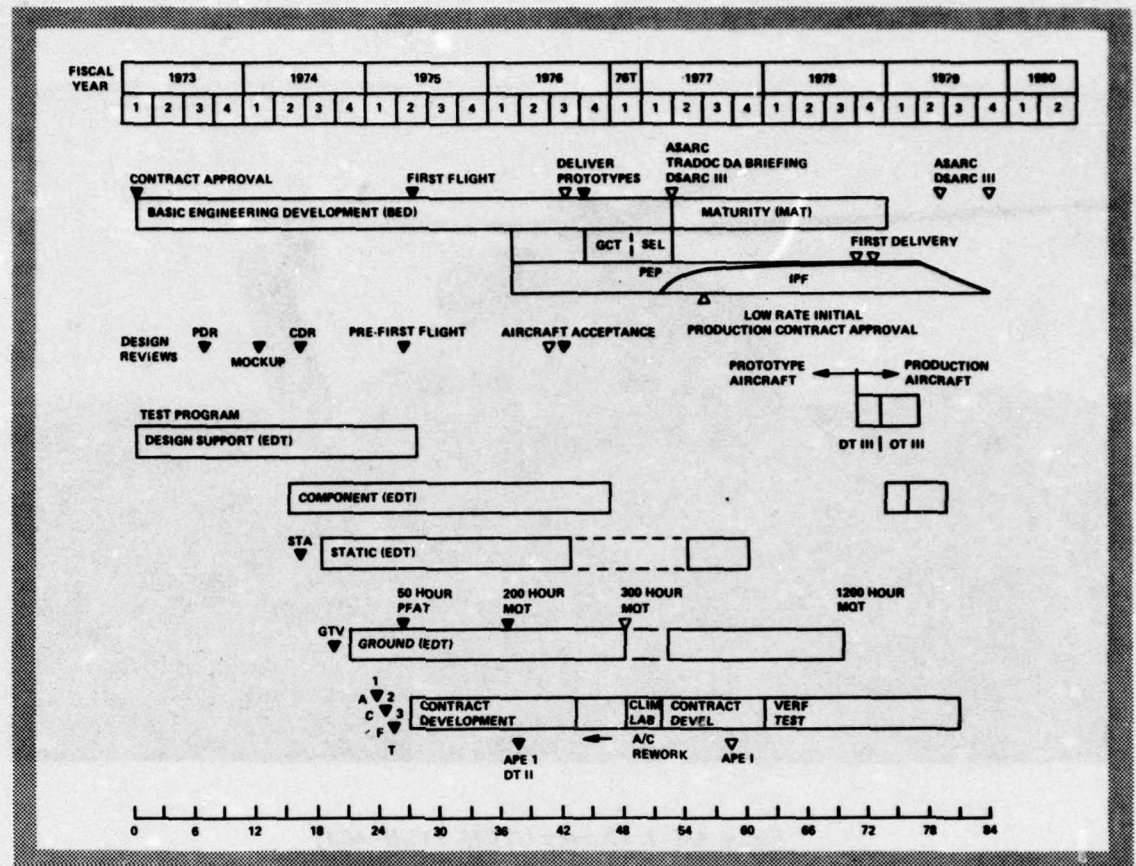 FISCAL YEAR
1973 1974 1975 1976 76T 1977 1978 1979 1980
1 2 3 4 1 2 3 4 1 2 3 4 1 2 3 4 1 1 2 3 4 1 2 3 4 1 2 3 4 1 2
CONTRACT APPROVAL
FIRST FLIGHT
DELIVER
PROTOTYPES
ASARC
TRADOC DA BRIEFING
DSARC III
ASARC
DSARC III
BASIC ENGINEERING DEVELOPMENT (BED)
MATURITY (MAT)
GCT SEL
FIRST DELIVERY
PEP
IPF
LOW RATE INITIAL
PRODUCTION CONTRACT APPROVAL
DESIGN
REVIEWS
PDR
MOCKUP
CDR
PRE-FIRST FLIGHT
AIRCRAFT ACCEPTANCE
PROTOTYPE
AIRCRAFT
PRODUCTION
AIRCRAFT
DT III OT III
TEST PROGRAM
DESIGN SUPPORT (EDT)
COMPONENT (EDT)
STA
STATIC (EDT)
50 HOUR
PFAT
200 HOUR
MQT
300 HOUR
MQT
1200 HOUR
MQT
GTV
GROUND (EDT)
1
A 2
C 3
F
T
CONTRACT
DEVELOPMENT
CLIM
LAB
CONTRACT
DEVEL
VERF
TEST
A/C
REWORK
APE 1
DT II
APE I
0 6 12 18 24 30 36 42 48 54 60 66 72 78 84